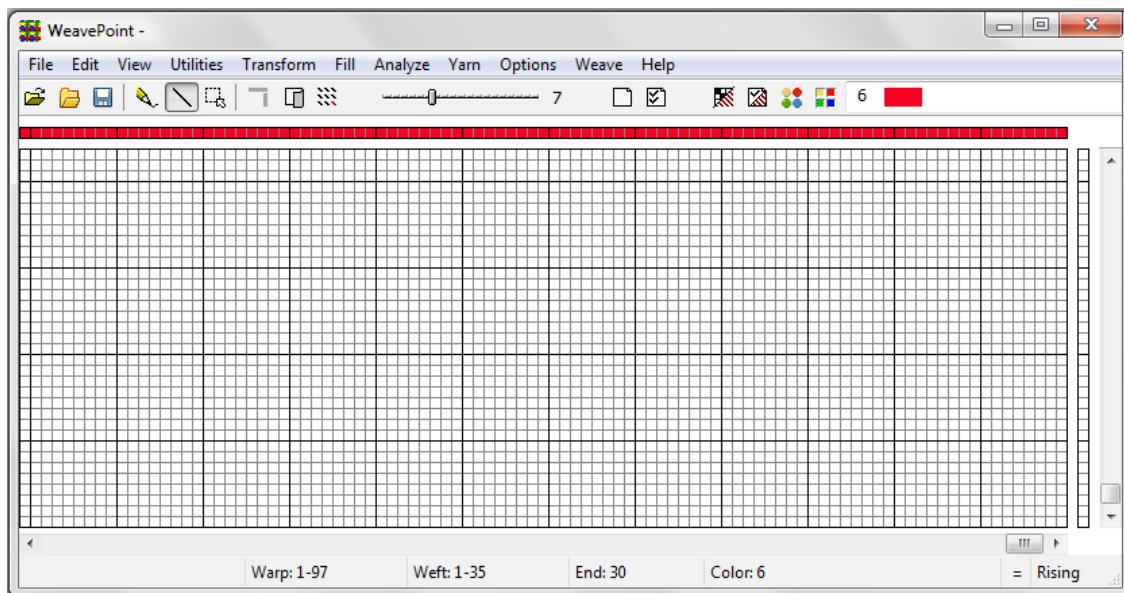 WeavePoint -
File Edit View Utilities Transform Fill Analyze Yarn Options Weave Help
7 6
Warp: 1-97 Weft: 1-35 End: 30 Color: 6 = Rising